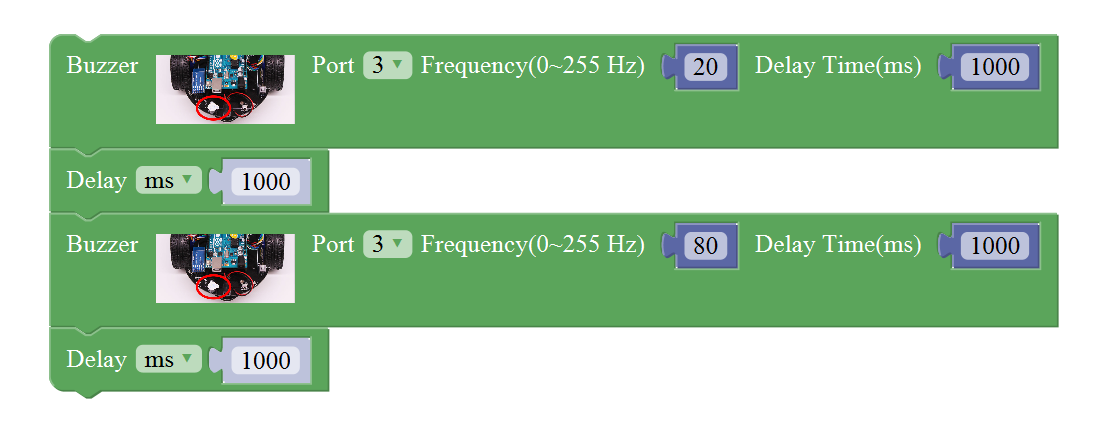 Buzzer Port 3 Frequency(0~255 Hz) 20 Delay Time(ms) 1000
Delay ms 1000
Buzzer Port 3 Frequency(0~255 Hz) 80 Delay Time(ms) 1000
Delay ms 1000